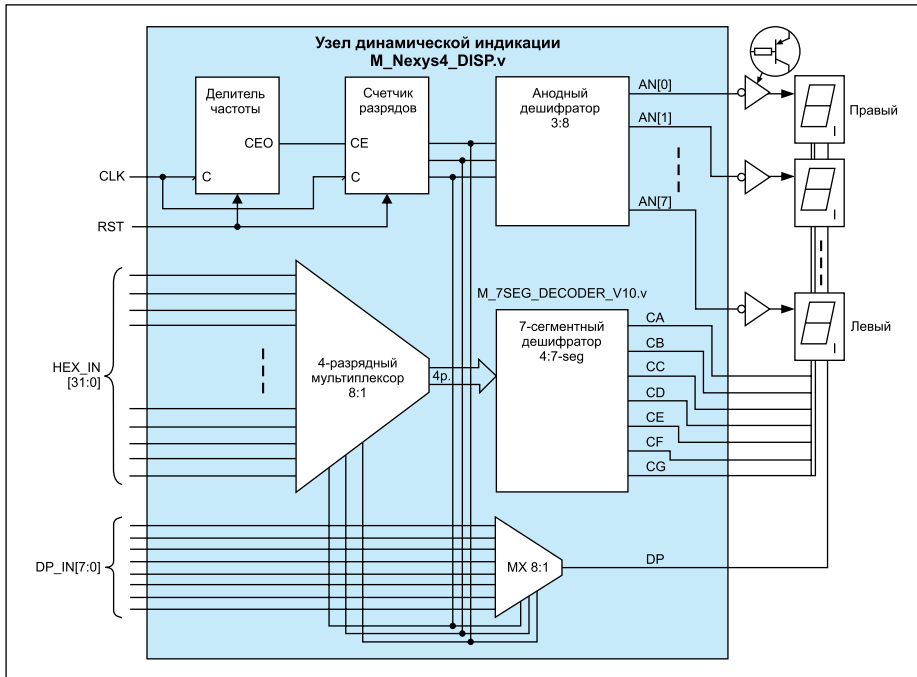 Узел динамической индикации
M_Nexys4_DISP.v
Делитель
частоты
CEO
C
Счетчик
разрядов
CE
C
Анодный
дешифратор
3:8
AN[0]
AN[1]
AN[7]
Правый
Левый
CLK
RST
HEX_IN
[31:0]
4-разрядный
мультиплексор
8:1
4р.
M_7SEG_DECODER_V10.v
7-сегментный
дешифратор
4:7-seg
CA
CB
CC
CD
CE
CF
CG
DP_IN[7:0]
MX 8:1
DP